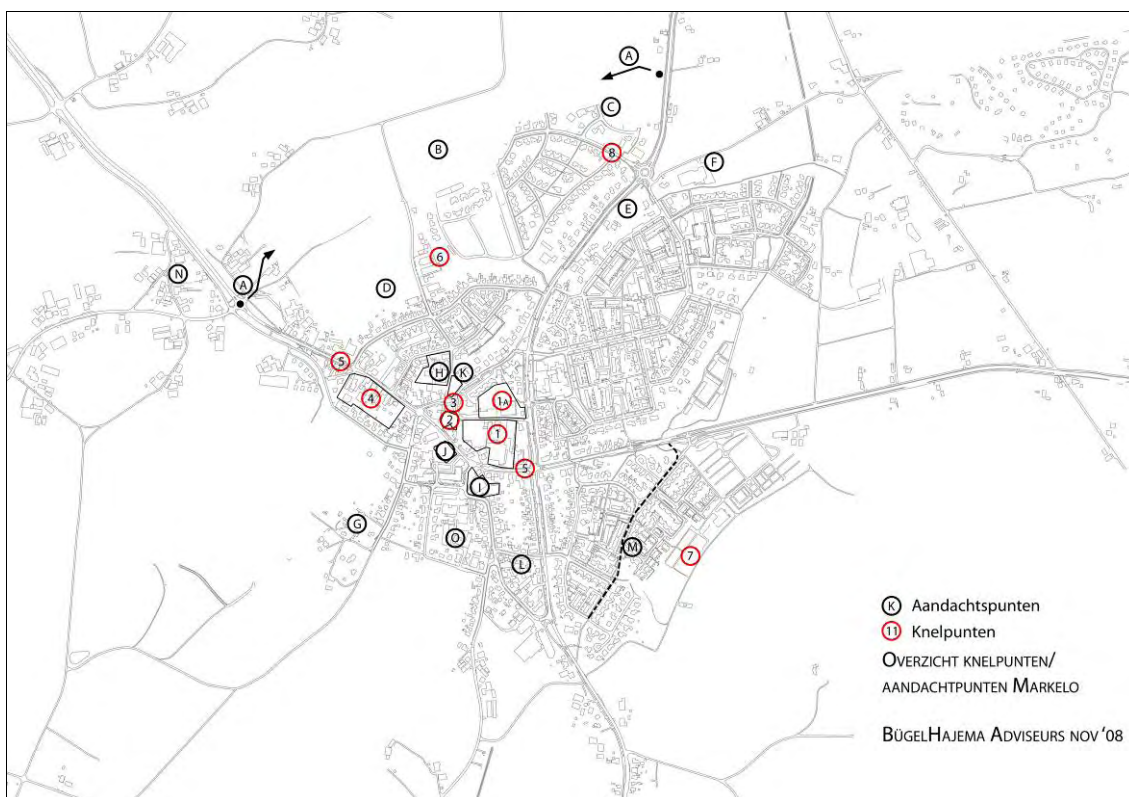 A
C
B
8
F
E
6
N
A
D
5
H
K
4
3
1A
2
1
J
5
I
G
O
M
7
L
K Aandachtspunten
11 Knelpunten
Overzicht knelpunten/
aandachtpunten Markelo
BügelHajema Adviseurs nov '08